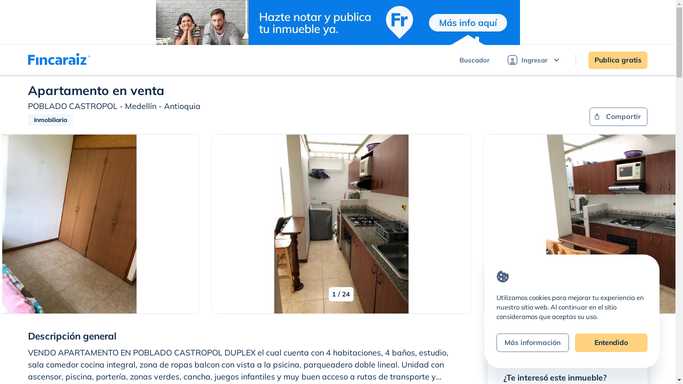 Hazte notar y publica
tu inmueble ya.
Fr
Más info aquí
Fincaraiz
Buscador
Ingresar
Publica gratis
Apartamento en venta
POBLADO CASTROPOL - Medellín - Antioquia
Inmobiliaria
Compartir
1 / 24
Utilizamos cookies para mejorar tu experiencia en
nuestro sitio web. Al continuar en el sitio
consideramos que aceptas su uso.
Más información
Entendido
Descripción general
VENDO APARTAMENTO EN POBLADO CASTROPOL DUPLEX el cual cuenta con 4 habitaciones, 4 baños, estudio,
sala comedor cocina integral, zona de ropas balcon con vista a la psicina, parqueadero doble lineal. Unidad con
ascensor, piscina, portería, zonas verdes, cancha, juegos infantiles y muy buen acceso a rutas de transporte y...
¿Te interesó este inmueble?